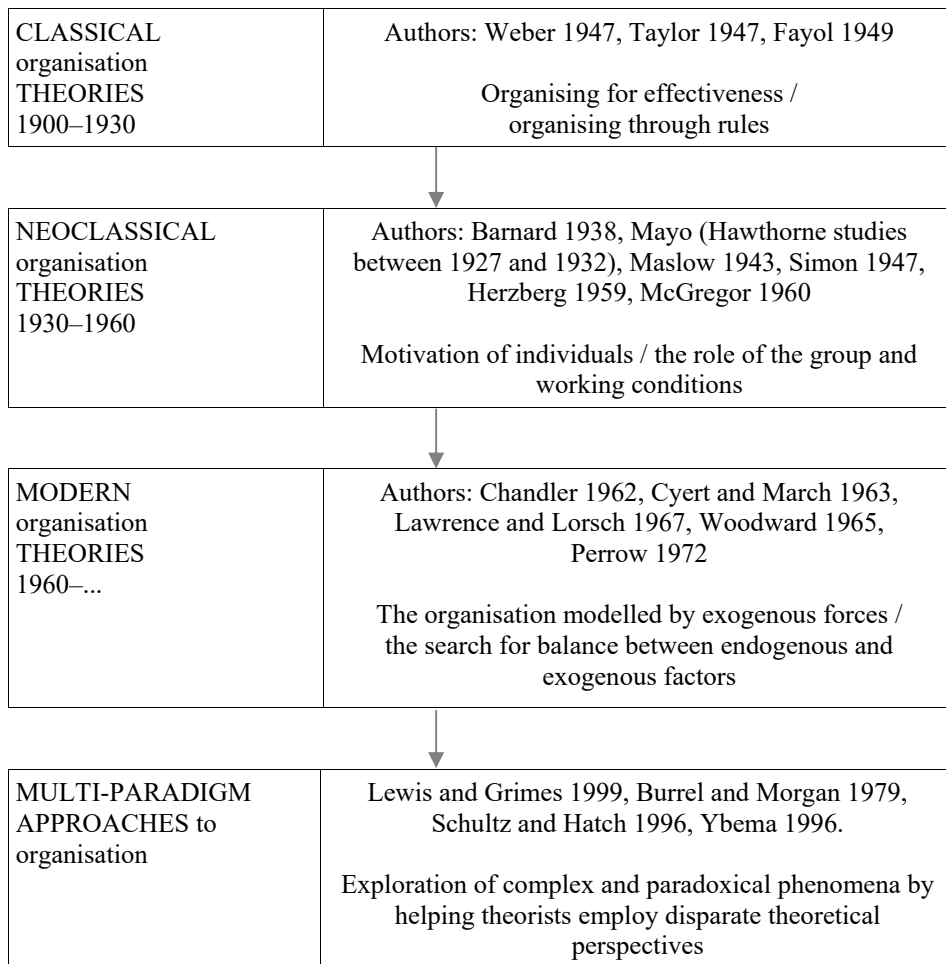 CLASSICAL
organisation
THEORIES
1900–1930
Authors: Weber 1947, Taylor 1947, Fayol 1949
Organising for effectiveness /
organising through rules
NEOCLASSICAL
organisation
THEORIES
1930–1960
Authors: Barnard 1938, Mayo (Hawthorne studies
between 1927 and 1932), Maslow 1943, Simon 1947,
Herzberg 1959, McGregor 1960
Motivation of individuals / the role of the group and
working conditions
MODERN
organisation
THEORIES
1960–...
Authors: Chandler 1962, Cyert and March 1963,
Lawrence and Lorsch 1967, Woodward 1965,
Perrow 1972
The organisation modelled by exogenous forces /
the search for balance between endogenous and
exogenous factors
MULTI-PARADIGM
APPROACHES to
organisation
Lewis and Grimes 1999, Burrel and Morgan 1979,
Schultz and Hatch 1996, Ybema 1996.
Exploration of complex and paradoxical phenomena by
helping theorists employ disparate theoretical
perspectives